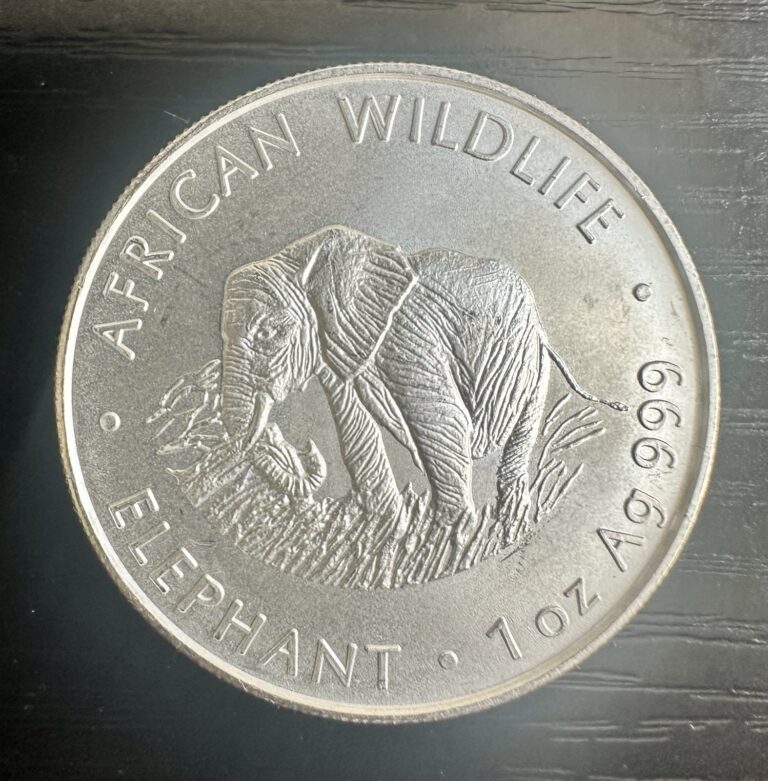 AFRICAN WILDLIFE
• 1 oz Ag 999 •
ELEPHANT •